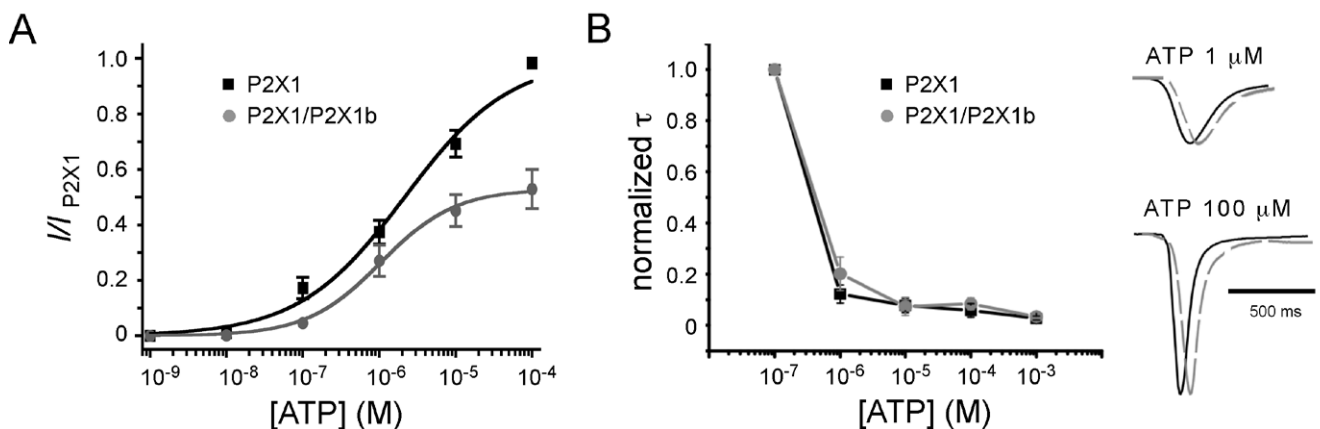 A
I/I P2X1
1.0
0.8
0.6
0.4
0.2
0
P2X1
P2X1/P2X1b
10-9 10-8 10-7 10-6 10-5 10-4
[ATP] (M)
B
normalized τ
1.0
0.8
0.6
0.4
0.2
0
P2X1
P2X1/P2X1b
10-7 10-6 10-5 10-4 10-3
[ATP] (M)
ATP 1 μM
ATP 100 μM
500 ms